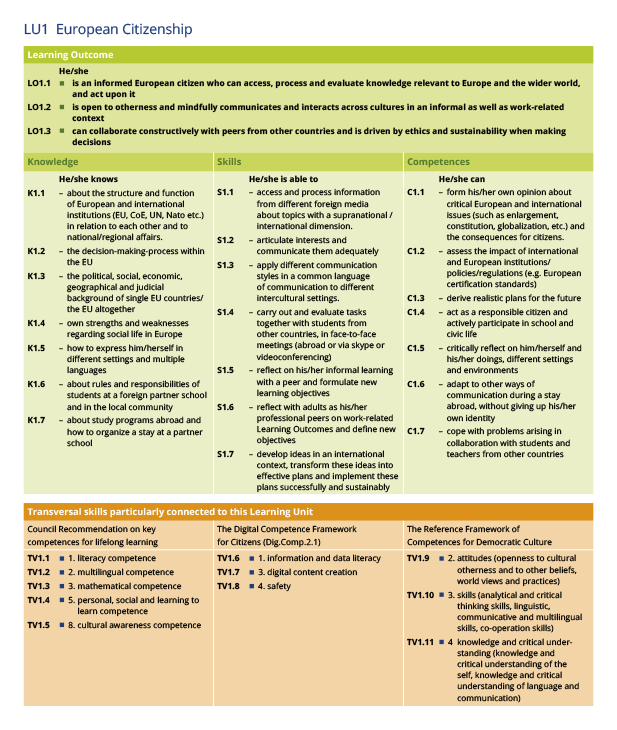 LU1 European Citizenship
Learning Outcome
He/she
LO1.1 ■ is an informed European citizen who can access, process and evaluate knowledge relevant to Europe and the wider world,
and act upon it
LO1.2 ■ is open to otherness and mindfully communicates and interacts across cultures in an informal as well as work-related
context
LO1.3 ■ can collaborate constructively with peers from other countries and is driven by ethics and sustainability when making
decisions
Knowledge
He/she knows
K1.1 – about the structure and function
of European and international
institutions (EU, CoE, UN, Nato etc.)
in relation to each other and to
national/regional affairs.
K1.2 – the decision-making-process within
the EU
K1.3 – the political, social, economic,
geographical and judicial
background of single EU countries/
the EU altogether
K1.4 – own strengths and weaknesses
regarding social life in Europe
K1.5 – how to express him/herself in
different settings and multiple
languages
K1.6 – about rules and responsibilities of
students at a foreign partner school
and in the local community
K1.7 – about study programs abroad and
how to organize a stay at a partner
school
Skills
He/she is able to
S1.1 – access and process information
from different foreign media
about topics with a supranational /
international dimension.
S1.2 – articulate interests and
communicate them adequately
S1.3 – apply different communication
styles in a common language
of communication to different
intercultural settings.
S1.4 – carry out and evaluate tasks
together with students from
other countries, in face-to-face
meetings (abroad or via skype or
videoconferencing)
S1.5 – reflect on his/her informal learning
with a peer and formulate new
learning objectives
S1.6 – reflect with adults as his/her
professional peers on work-related
Learning Outcomes and define new
objectives
S1.7 – develop ideas in an international
context, transform these ideas into
effective plans and implement these
plans successfully and sustainably
Competences
He/she can
C1.1 – form his/her own opinion about
critical European and international
issues (such as enlargement,
constitution, globalization, etc.) and
the consequences for citizens.
C1.2 – assess the impact of international
and European institutions/
policies/regulations (e.g. European
certification standards)
C1.3 – derive realistic plans for the future
C1.4 – act as a responsible citizen and
actively participate in school and
civic life
C1.5 – critically reflect on him/herself and
his/her doings, different settings
and environments
C1.6 – adapt to other ways of
communication during a stay
abroad, without giving up his/her
own identity
C1.7 – cope with problems arising in
collaboration with students and
teachers from other countries
Transversal skills particularly connected to this Learning Unit
Council Recommendation on key
competences for lifelong learning
TV1.1 ■ 1. literacy competence
TV1.2 ■ 2. multilingual competence
TV1.3 ■ 3. mathematical competence
TV1.4 ■ 5. personal, social and learning to
learn competence
TV1.5 ■ 8. cultural awareness competence
The Digital Competence Framework
for Citizens (Dig.Comp.2.1)
TV1.6 ■ 1. information and data literacy
TV1.7 ■ 3. digital content creation
TV1.8 ■ 4. safety
The Reference Framework of
Competences for Democratic Culture
TV1.9 ■ 2. attitudes (openness to cultural
otherness and to other beliefs,
world views and practices)
TV1.10 ■ 3. skills (analytical and critical
thinking skills, linguistic,
communicative and multilingual
skills, co-operation skills)
TV1.11 ■ 4 knowledge and critical under-
standing (knowledge and
critical understanding of the
self, knowledge and critical
understanding of language and
communication)